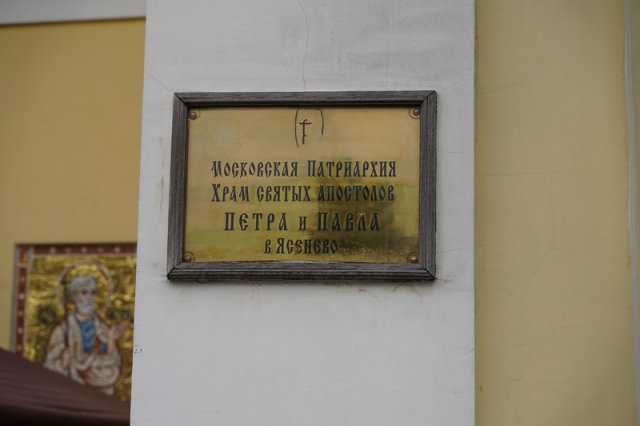 Московская Патриархия
Храм святых апостолов
Петра и Павла
в Ясенево